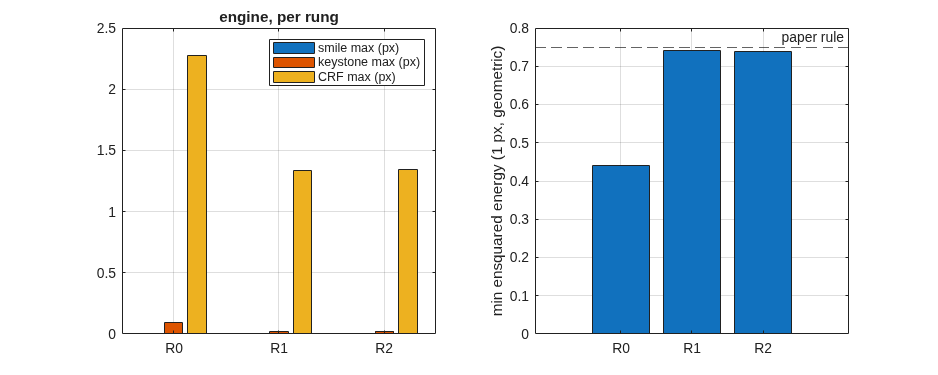 engine, per rung
smile max (px)
keystone max (px)
CRF max (px)
2.5
2
1.5
1
0.5
0
R0
R1
R2
min ensquared energy (1 px, geometric)
paper rule
0.8
0.7
0.6
0.5
0.4
0.3
0.2
0.1
0
R0
R1
R2